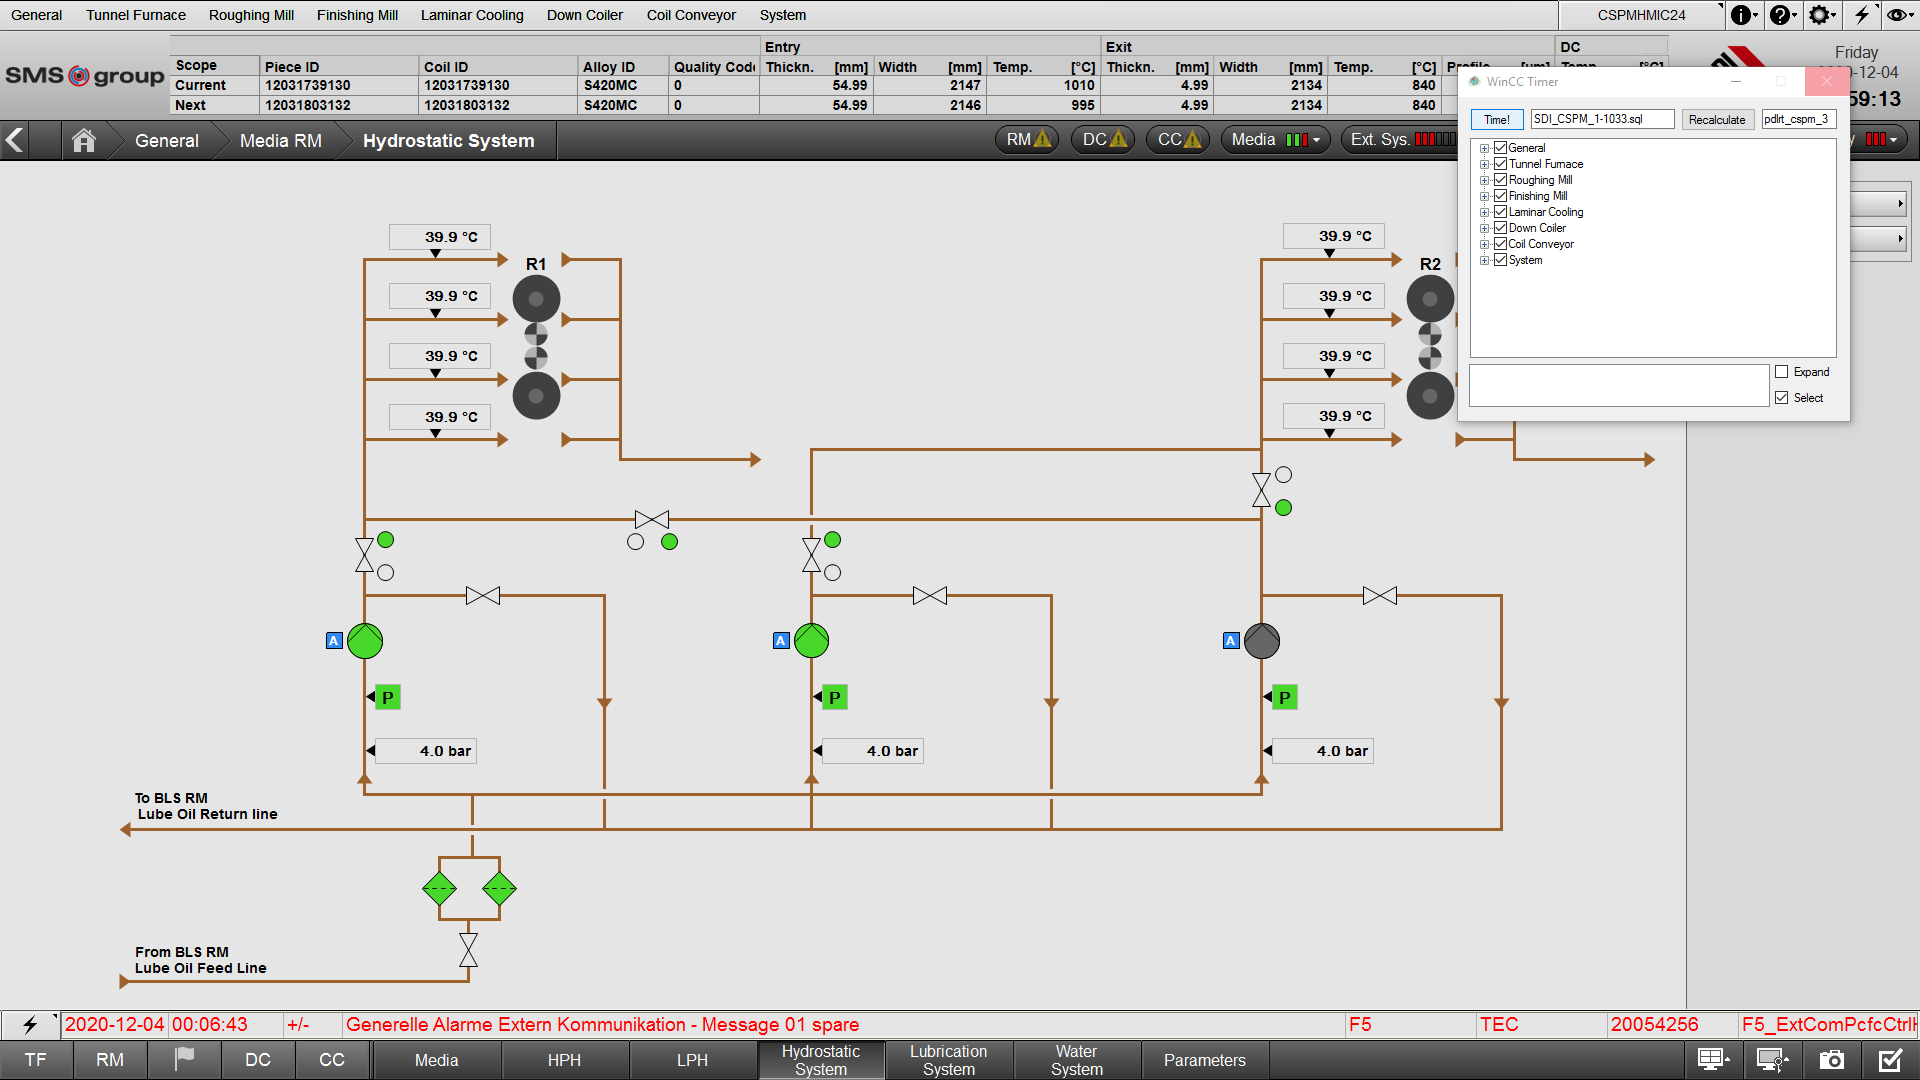 General Tunnel Furnace Roughing Mill Finishing Mill Laminar Cooling Down Coiler Coil Conveyor System CSPMHMIC24
SMS group
Entry Exit DC
Scope Piece ID Coil ID Alloy ID Quality Code Thickn. [mm] Width [mm] Temp. [°C] Thickn. [mm] Width [mm] Temp. [°C]
Current 12031739130 12031739130 S420MC 0 54.99 2147 1010 4.99 2134 840
Next 12031803132 12031803132 S420MC 0 54.99 2146 995 4.99 2134 840
Friday
-12-04
59:13
General Media RM Hydrostatic System RM DC CC Media Ext. Sys.
WinCC Timer
Time! SDI_CSPM_1-1033.sql Recalculate pdlrt_cspm_3
General
Tunnel Furnace
Roughing Mill
Finishing Mill
Laminar Cooling
Down Coiler
Coil Conveyor
System
Expand
Select
39.9 °C
R1
39.9 °C
39.9 °C
39.9 °C
39.9 °C
R2
39.9 °C
39.9 °C
39.9 °C
A A A
P P P
4.0 bar 4.0 bar 4.0 bar
To BLS RM
Lube Oil Return line
From BLS RM
Lube Oil Feed Line
2020-12-04 00:06:43 +/- Generelle Alarme Extern Kommunikation - Message 01 spare F5 TEC 20054256 F5_ExtComPcfcCtrl
TF RM DC CC Media HPH LPH Hydrostatic System Lubrication System Water System Parameters